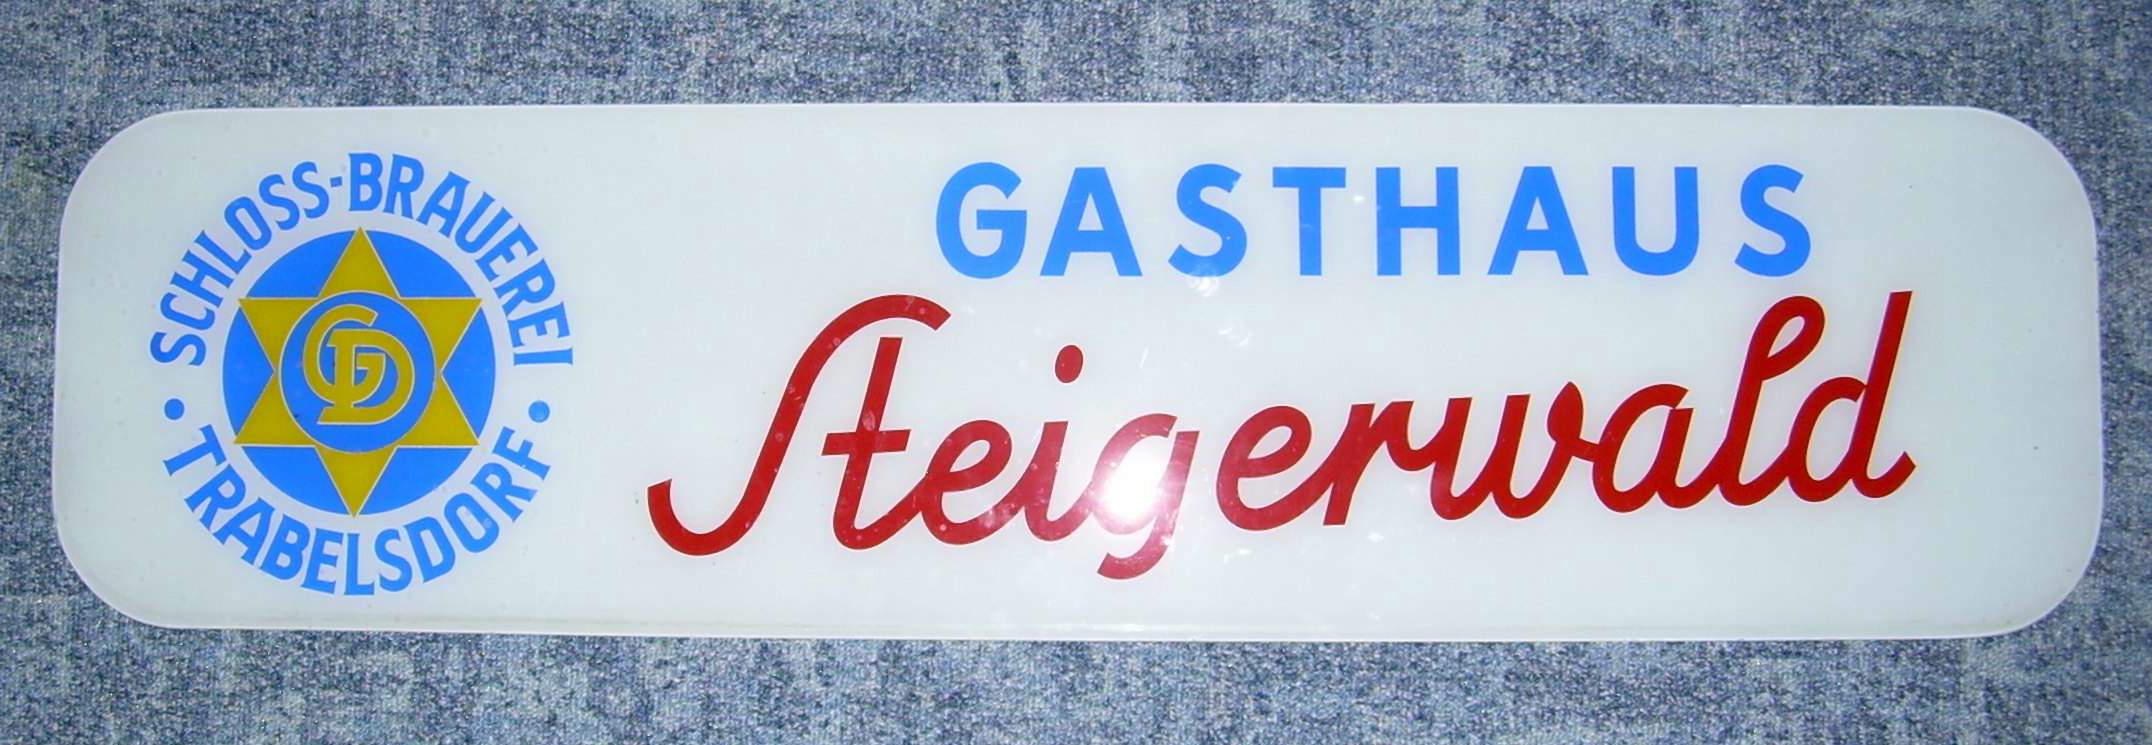 SCHLOSS-BRAUEREI
GD
• TRABELSDORF •
GASTHAUS
Steigerwald